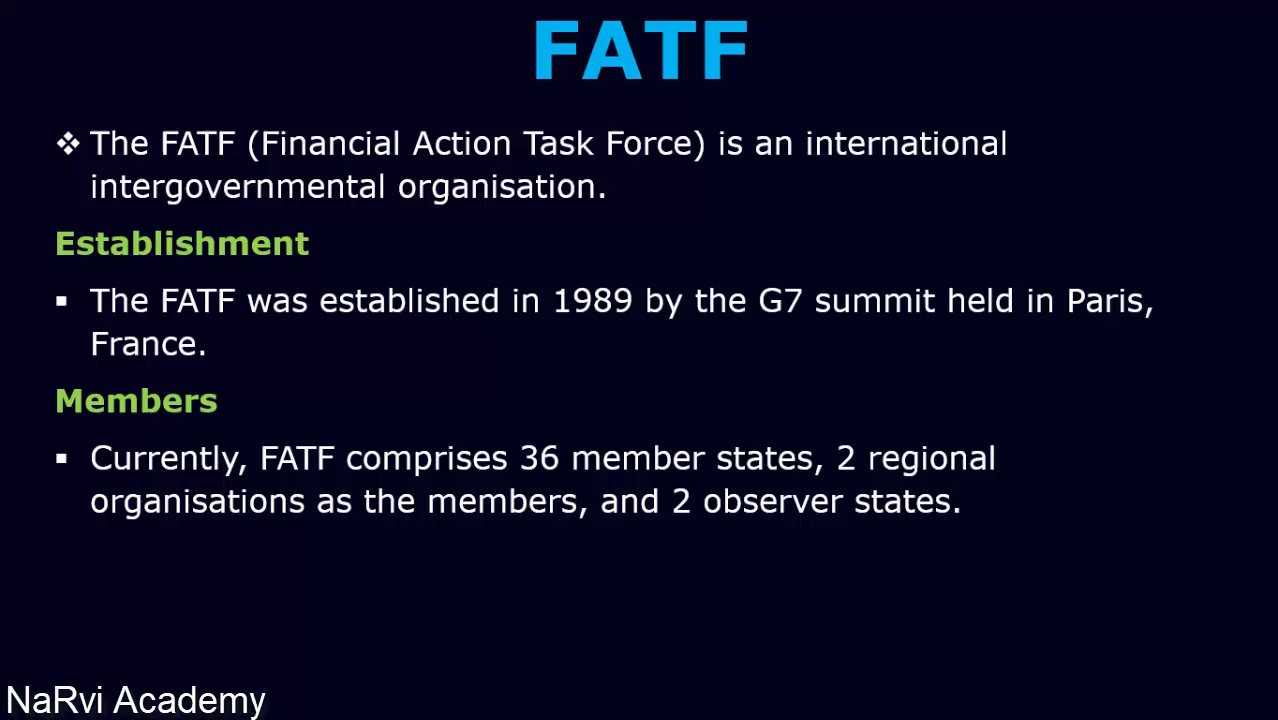 FATF
❖ The FATF (Financial Action Task Force) is an international
intergovernmental organisation.
Establishment
▪ The FATF was established in 1989 by the G7 summit held in Paris,
France.
Members
▪ Currently, FATF comprises 36 member states, 2 regional
organisations as the members, and 2 observer states.
NaRvi Academy